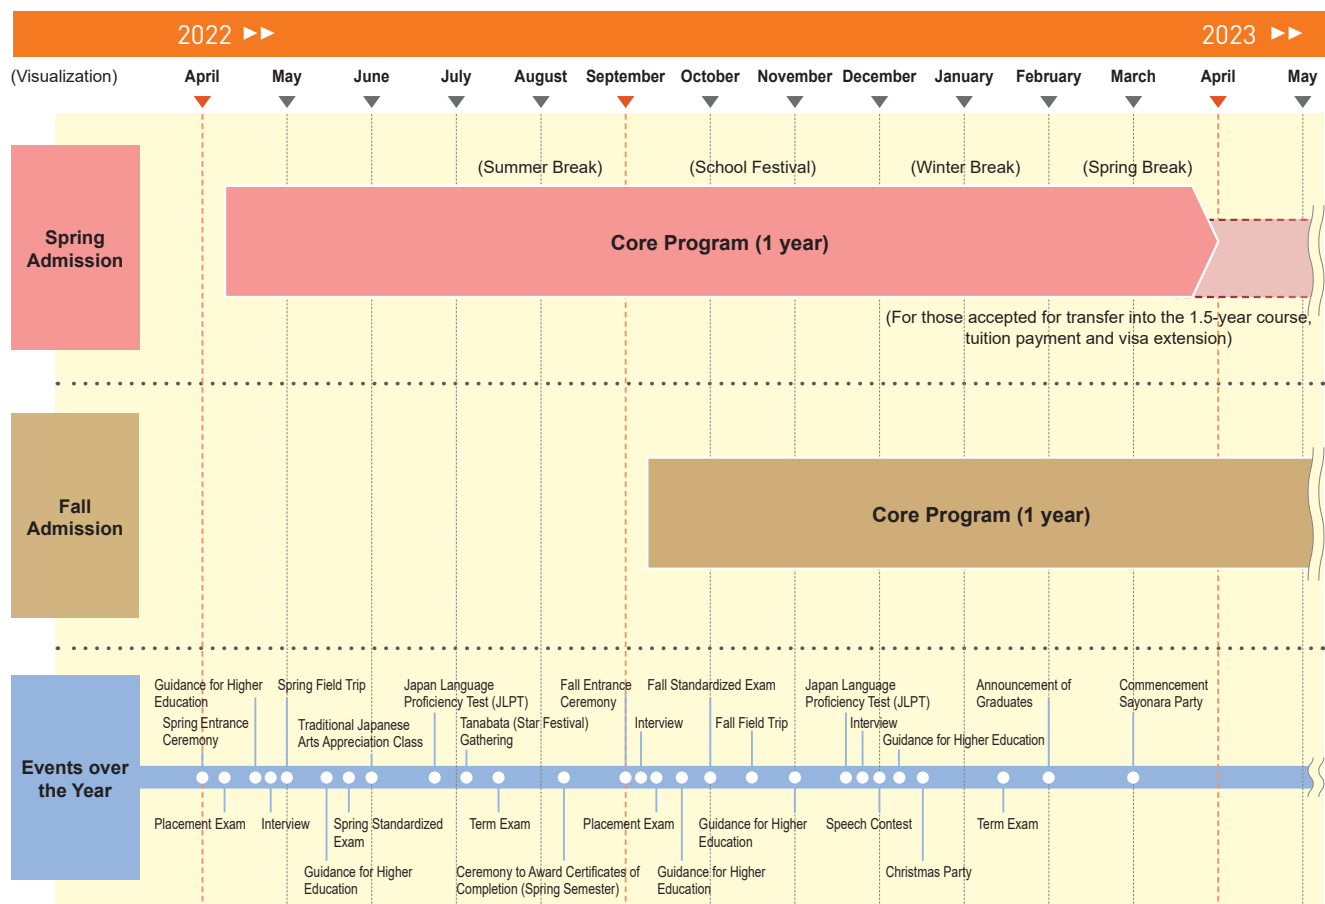 2022
2023
(Visualization)
April
May
June
July
August
September
October
November
December
January
February
March
April
May
(Summer Break)
(School Festival)
(Winter Break)
(Spring Break)
Spring
Admission
Core Program (1 year)
(For those accepted for transfer into the 1.5-year course,
tuition payment and visa extension)
Fall
Admission
Core Program (1 year)
Events over
the Year
Guidance for Higher
Education
Spring Field Trip
Japan Language
Proficiency Test (JLPT)
Fall Entrance
Ceremony
Fall Standardized Exam
Japan Language
Proficiency Test (JLPT)
Announcement of
Graduates
Commencement
Sayonara Party
Spring Entrance
Ceremony
Traditional Japanese
Arts Appreciation Class
Tanabata (Star Festival)
Gathering
Interview
Fall Field Trip
Interview
Guidance for Higher Education
Placement Exam
Interview
Spring Standardized
Exam
Term Exam
Placement Exam
Guidance for Higher
Education
Speech Contest
Term Exam
Guidance for Higher
Education
Ceremony to Award Certificates of
Completion (Spring Semester)
Guidance for Higher
Education
Christmas Party